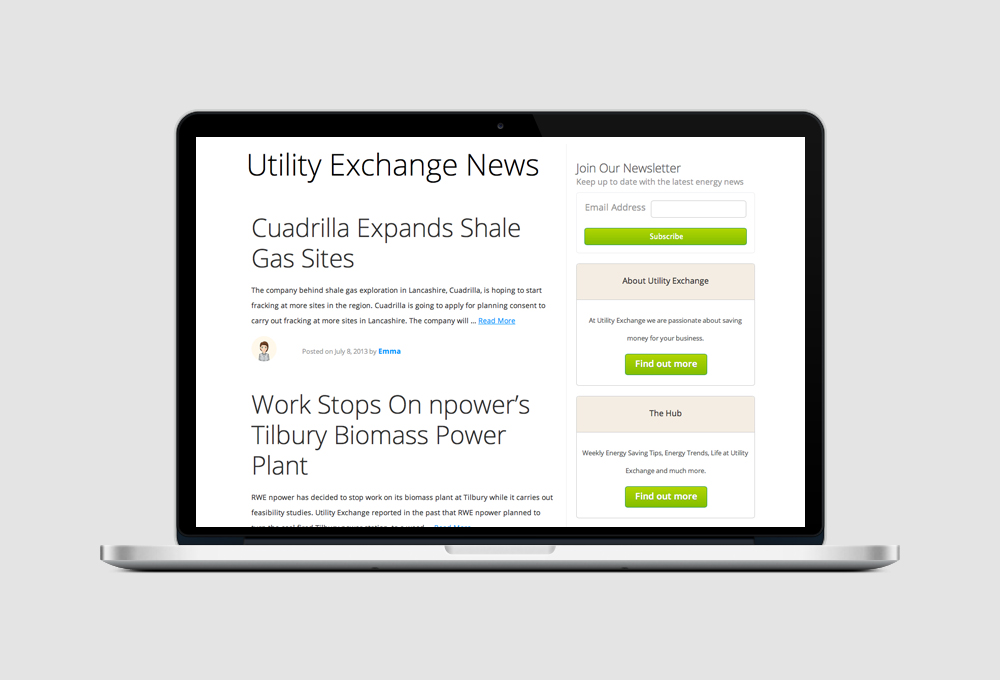 Utility Exchange News
Cuadrilla Expands Shale
Gas Sites
The company behind shale gas exploration in Lancashire, Cuadrilla, is hoping to start
fracking at more sites in the region. Cuadrilla is going to apply for planning consent to
carry out fracking at more sites in Lancashire. The company will ... Read More
Posted on July 8, 2013 by Emma
Work Stops On npower’s
Tilbury Biomass Power
Plant
RWE npower has decided to stop work on its biomass plant at Tilbury while it carries out
feasibility studies. Utility Exchange reported in the past that RWE npower planned to
Join Our Newsletter
Keep up to date with the latest energy news
Email Address
Subscribe
About Utility Exchange
At Utility Exchange we are passionate about saving
money for your business.
Find out more
The Hub
Weekly Energy Saving Tips, Energy Trends, Life at Utility
Exchange and much more.
Find out more